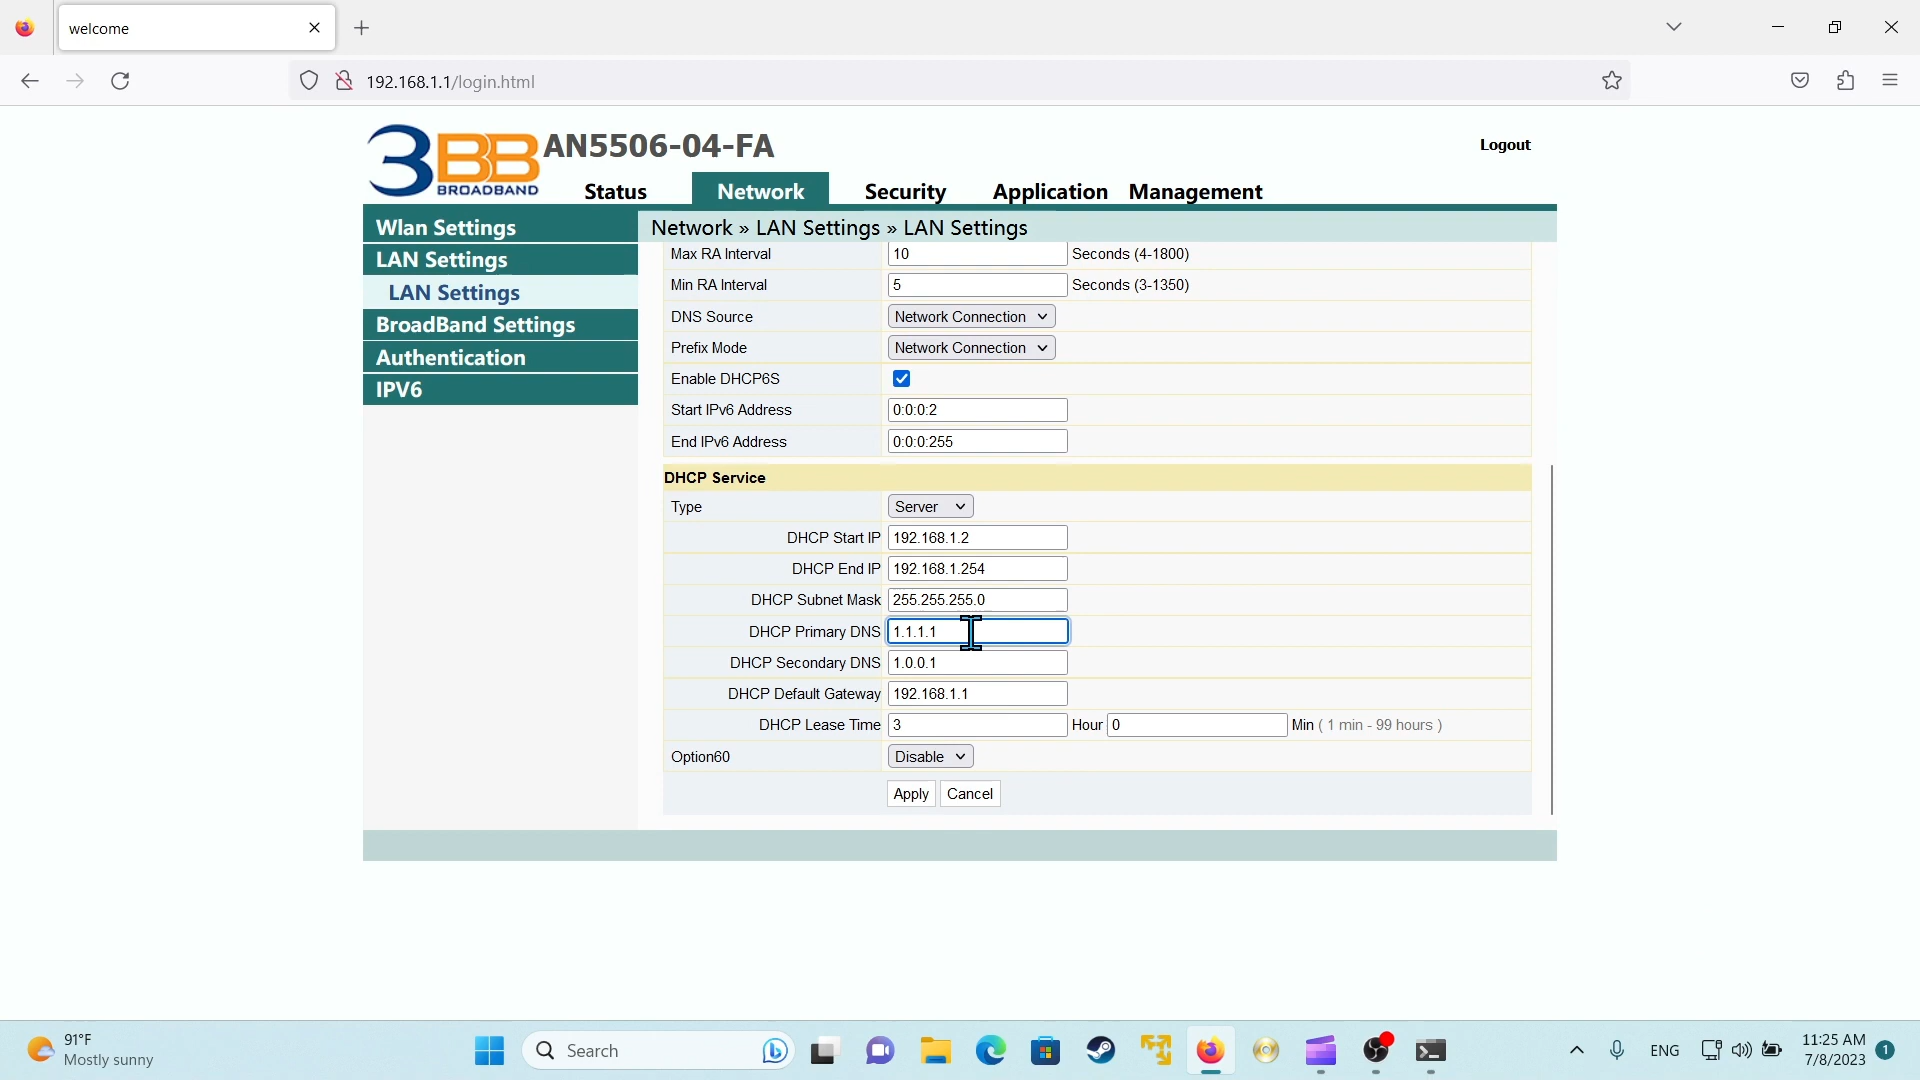 welcome
192.168.1.1/login.html
3BB BROADBAND AN5506-04-FA
Logout
Status Network Security Application Management
Wlan Settings
LAN Settings
LAN Settings
BroadBand Settings
Authentication
IPV6
Network » LAN Settings » LAN Settings
Max RA Interval 10 Seconds (4-1800)
Min RA Interval 5 Seconds (3-1350)
DNS Source Network Connection
Prefix Mode Network Connection
Enable DHCP6S
Start IPv6 Address 0:0:0:2
End IPv6 Address 0:0:0:255
DHCP Service
Type Server
DHCP Start IP 192.168.1.2
DHCP End IP 192.168.1.254
DHCP Subnet Mask 255.255.255.0
DHCP Primary DNS 1.1.1.1
DHCP Secondary DNS 1.0.0.1
DHCP Default Gateway 192.168.1.1
DHCP Lease Time 3 Hour 0 Min ( 1 min - 99 hours )
Option60 Disable
Apply Cancel
91°F
Mostly sunny
Search
ENG
11:25 AM
7/8/2023
1